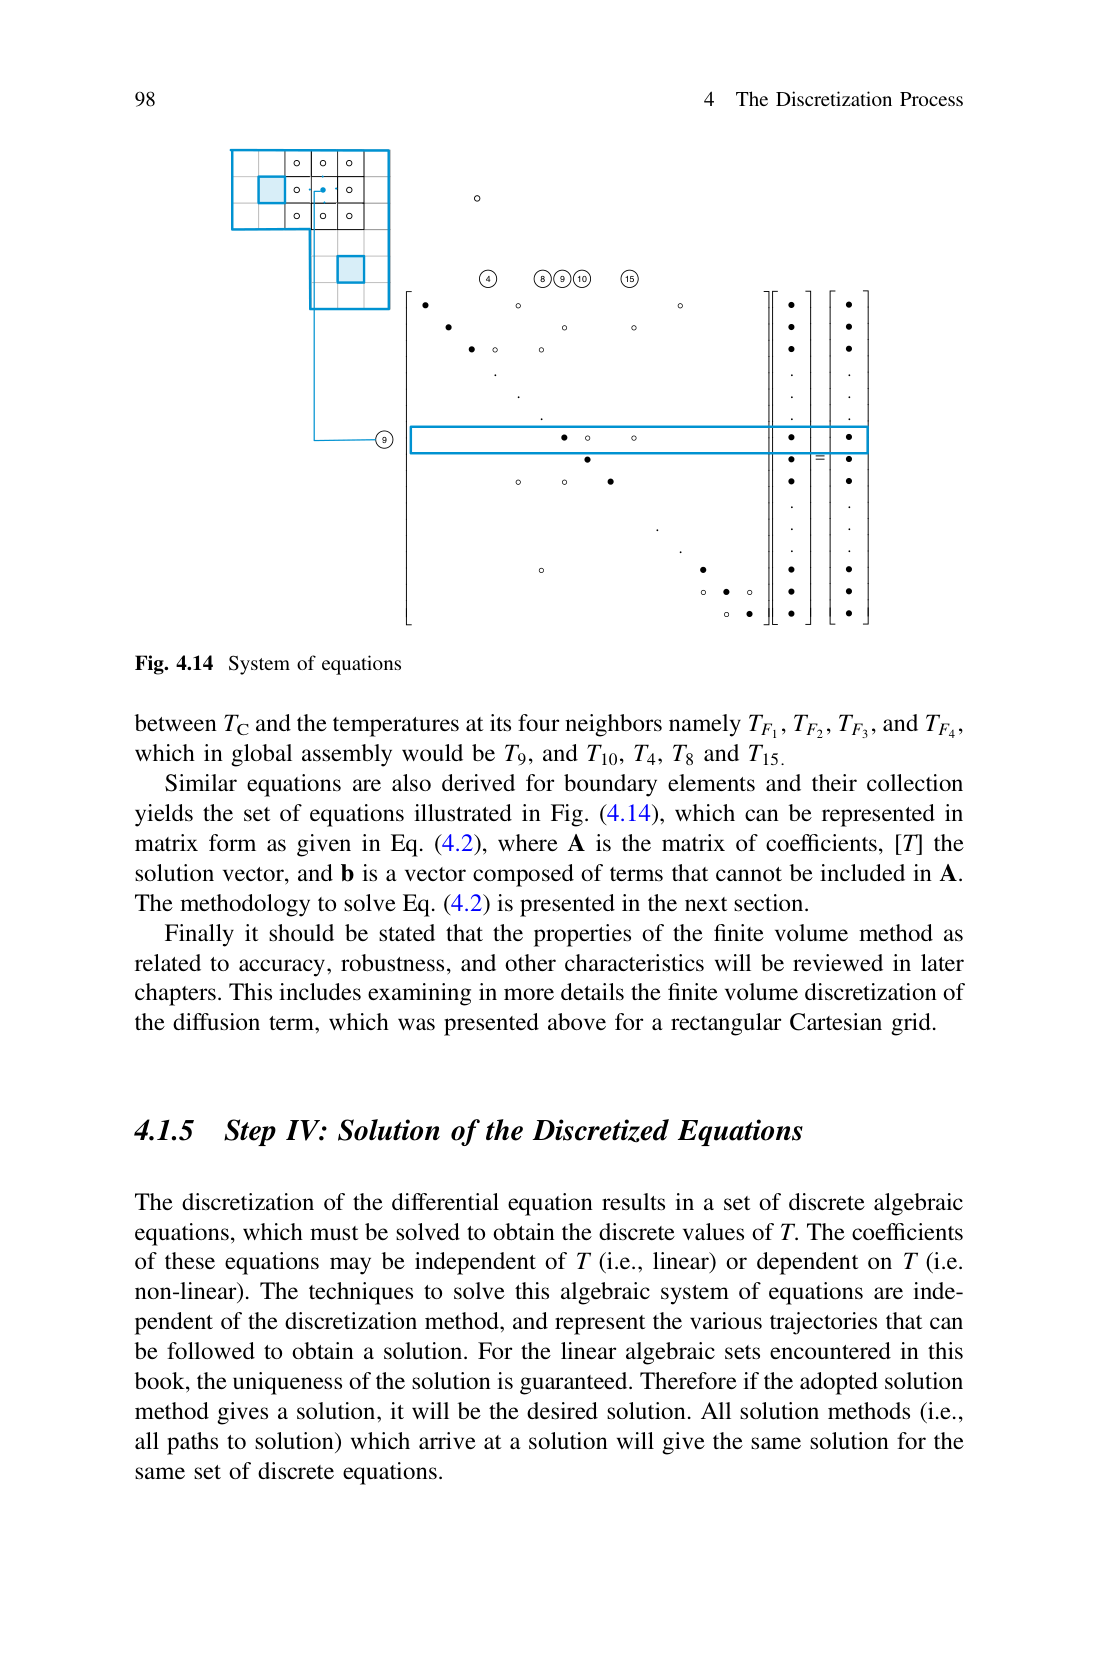 98
4 The Discretization Process
4 8 9 10 15
9
=
Fig. 4.14 System of equations
between T_C and the temperatures at its four neighbors namely T_{F_1}, T_{F_2}, T_{F_3}, and T_{F_4},
which in global assembly would be T_9, and T_{10}, T_4, T_8 and T_{15}.
Similar equations are also derived for boundary elements and their collection
yields the set of equations illustrated in Fig. (4.14), which can be represented in
matrix form as given in Eq. (4.2), where A is the matrix of coefficients, [T] the
solution vector, and b is a vector composed of terms that cannot be included in A.
The methodology to solve Eq. (4.2) is presented in the next section.
Finally it should be stated that the properties of the finite volume method as
related to accuracy, robustness, and other characteristics will be reviewed in later
chapters. This includes examining in more details the finite volume discretization of
the diffusion term, which was presented above for a rectangular Cartesian grid.
4.1.5 Step IV: Solution of the Discretized Equations
The discretization of the differential equation results in a set of discrete algebraic
equations, which must be solved to obtain the discrete values of T. The coefficients
of these equations may be independent of T (i.e., linear) or dependent on T (i.e.
non-linear). The techniques to solve this algebraic system of equations are inde-
pendent of the discretization method, and represent the various trajectories that can
be followed to obtain a solution. For the linear algebraic sets encountered in this
book, the uniqueness of the solution is guaranteed. Therefore if the adopted solution
method gives a solution, it will be the desired solution. All solution methods (i.e.,
all paths to solution) which arrive at a solution will give the same solution for the
same set of discrete equations.